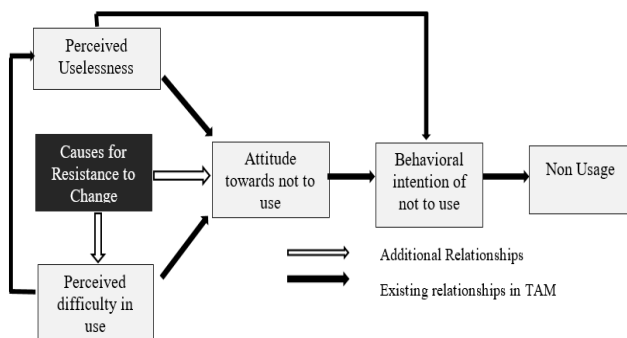 Perceived
Uselessness
Causes for
Resistance to
Change
Attitude
towards not to
use
Behavioral
intention of
not to use
Non Usage
Perceived
difficulty in
use
Additional Relationships
Existing relationships in TAM